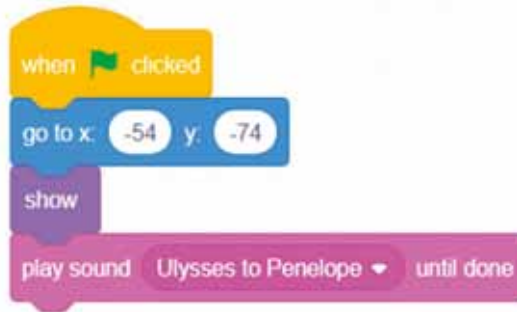 when clicked
go to x: -54 y: -74
show
play sound Ulysses to Penelope until done